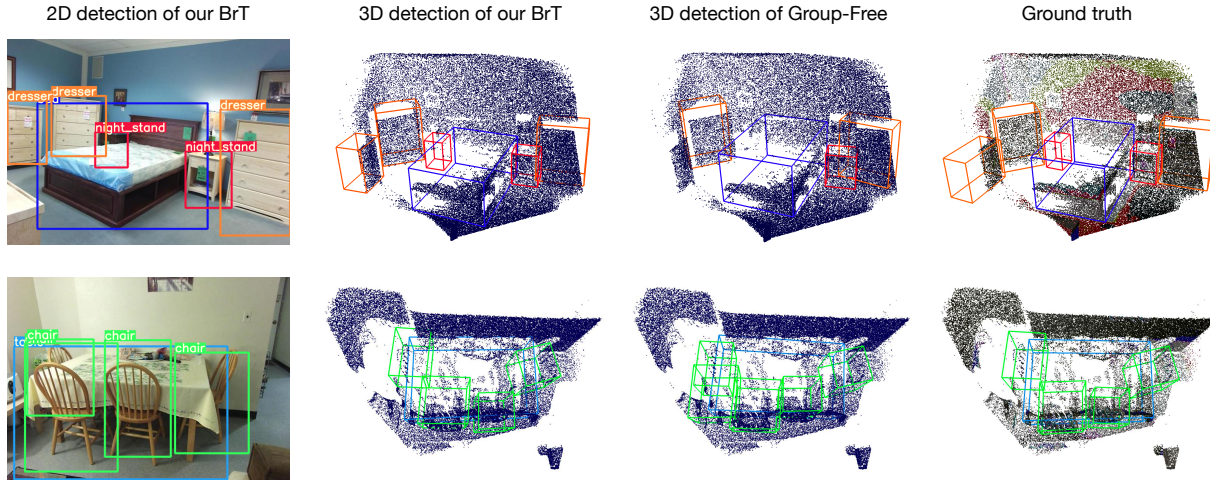 2D detection of our BrT
3D detection of our BrT
3D detection of Group-Free
Ground truth
dresser
dresser
dresser
night_stand
night_stand
chair
chair
chair